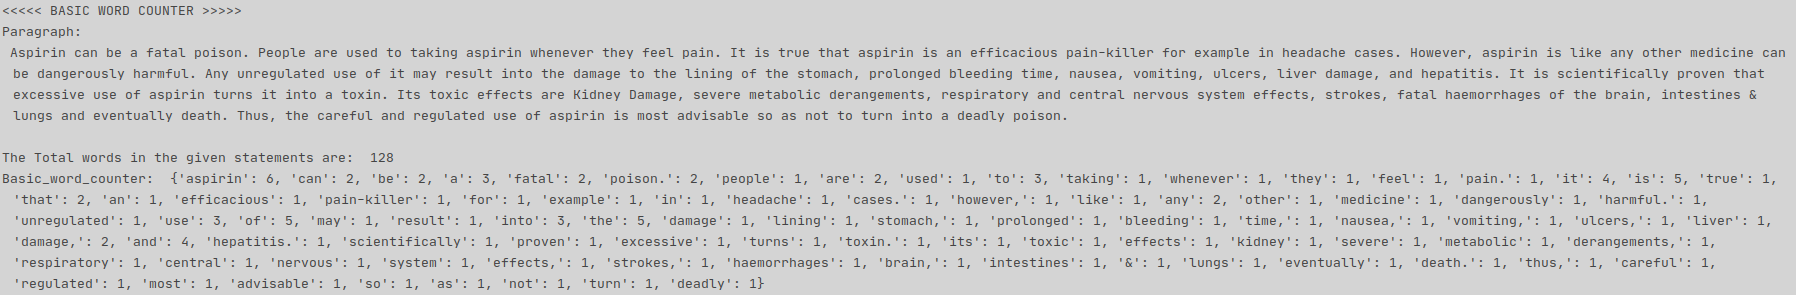 <<<<< BASIC WORD COUNTER >>>>>
Paragraph:
Aspirin can be a fatal poison. People are used to taking aspirin whenever they feel pain. It is true that aspirin is an efficacious pain-killer for example in headache cases. However, aspirin is like any other medicine can
be dangerously harmful. Any unregulated use of it may result into the damage to the lining of the stomach, prolonged bleeding time, nausea, vomiting, ulcers, liver damage, and hepatitis. It is scientifically proven that
excessive use of aspirin turns it into a toxin. Its toxic effects are Kidney Damage, severe metabolic derangements, respiratory and central nervous system effects, strokes, fatal haemorrhages of the brain, intestines &
lungs and eventually death. Thus, the careful and regulated use of aspirin is most advisable so as not to turn into a deadly poison.
The Total words in the given statements are:  128
Basic_word_counter:  {'aspirin': 6, 'can': 2, 'be': 2, 'a': 3, 'fatal': 2, 'poison.': 2, 'people': 1, 'are': 2, 'used': 1, 'to': 3, 'taking': 1, 'whenever': 1, 'they': 1, 'feel': 1, 'pain.': 1, 'it': 4, 'is': 5, 'true': 1,
'that': 2, 'an': 1, 'efficacious': 1, 'pain-killer': 1, 'for': 1, 'example': 1, 'in': 1, 'headache': 1, 'cases.': 1, 'however,': 1, 'like': 1, 'any': 2, 'other': 1, 'medicine': 1, 'dangerously': 1, 'harmful.': 1,
'unregulated': 1, 'use': 3, 'of': 5, 'may': 1, 'result': 1, 'into': 3, 'the': 5, 'damage': 1, 'lining': 1, 'stomach,': 1, 'prolonged': 1, 'bleeding': 1, 'time,': 1, 'nausea,': 1, 'vomiting,': 1, 'ulcers,': 1, 'liver': 1,
'damage,': 2, 'and': 4, 'hepatitis.': 1, 'scientifically': 1, 'proven': 1, 'excessive': 1, 'turns': 1, 'toxin.': 1, 'its': 1, 'toxic': 1, 'effects': 1, 'kidney': 1, 'severe': 1, 'metabolic': 1, 'derangements,': 1,
'respiratory': 1, 'central': 1, 'nervous': 1, 'system': 1, 'effects,': 1, 'strokes,': 1, 'haemorrhages': 1, 'brain,': 1, 'intestines': 1, '&': 1, 'lungs': 1, 'eventually': 1, 'death.': 1, 'thus,': 1, 'careful': 1,
'regulated': 1, 'most': 1, 'advisable': 1, 'so': 1, 'as': 1, 'not': 1, 'turn': 1, 'deadly': 1}